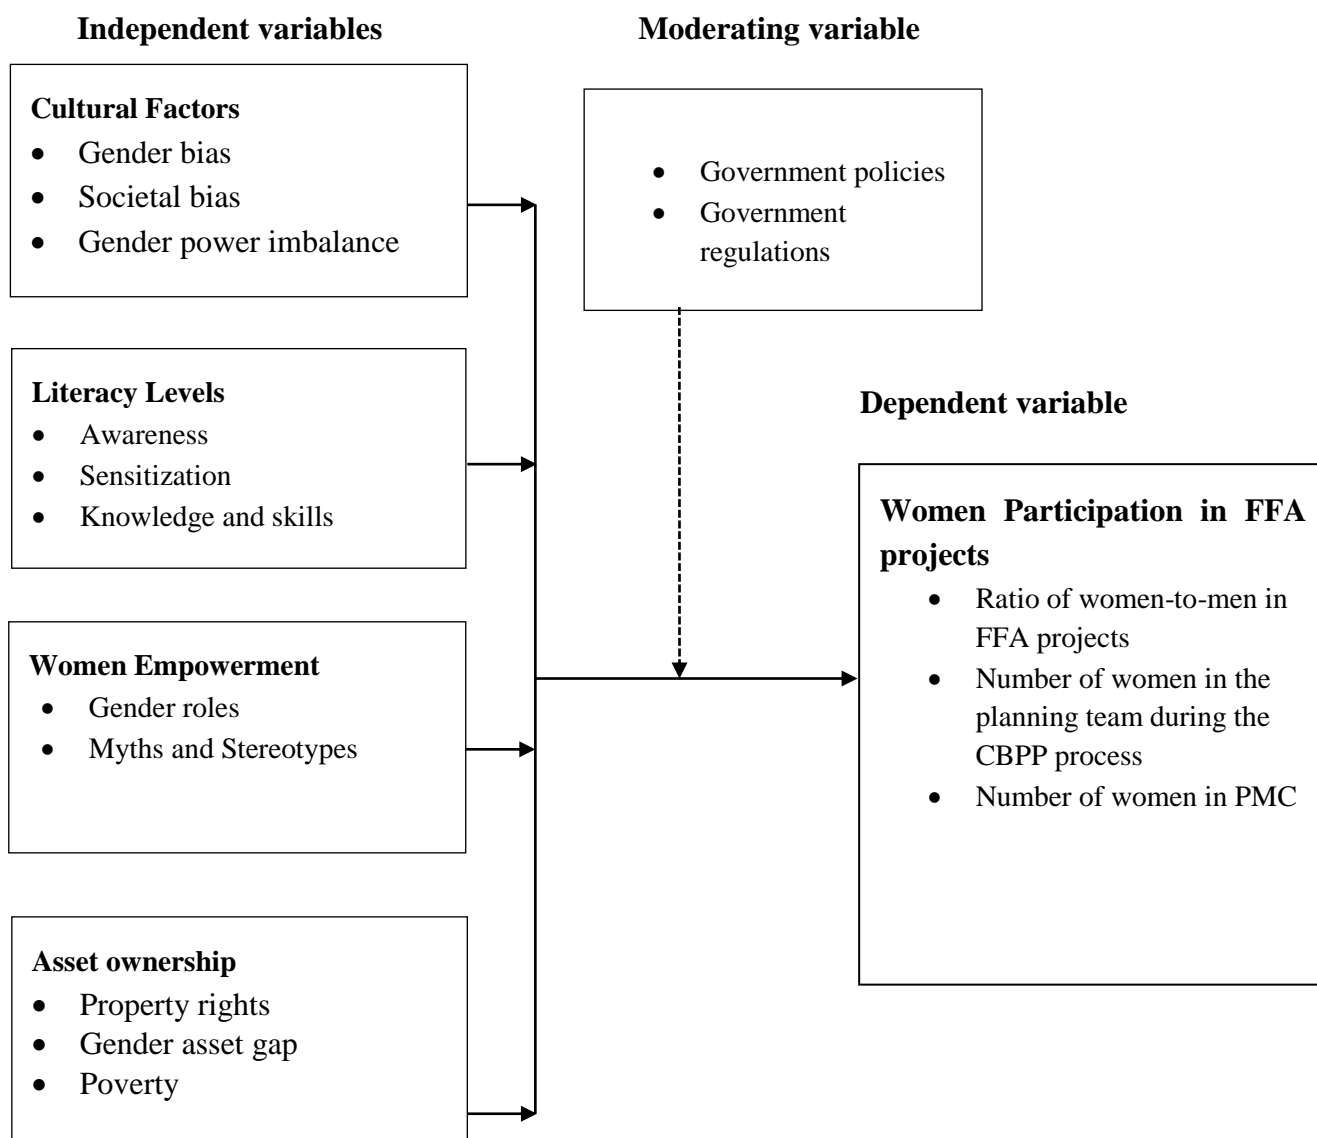 Independent variables
Cultural Factors
• Gender bias
• Societal bias
• Gender power imbalance
Literacy Levels
• Awareness
• Sensitization
• Knowledge and skills
Women Empowerment
• Gender roles
• Myths and Stereotypes
Asset ownership
• Property rights
• Gender asset gap
• Poverty
Moderating variable
• Government policies
• Government
regulations
Dependent variable
Women Participation in FFA
projects
• Ratio of women-to-men in
FFA projects
• Number of women in the
planning team during the
CBPP process
• Number of women in PMC